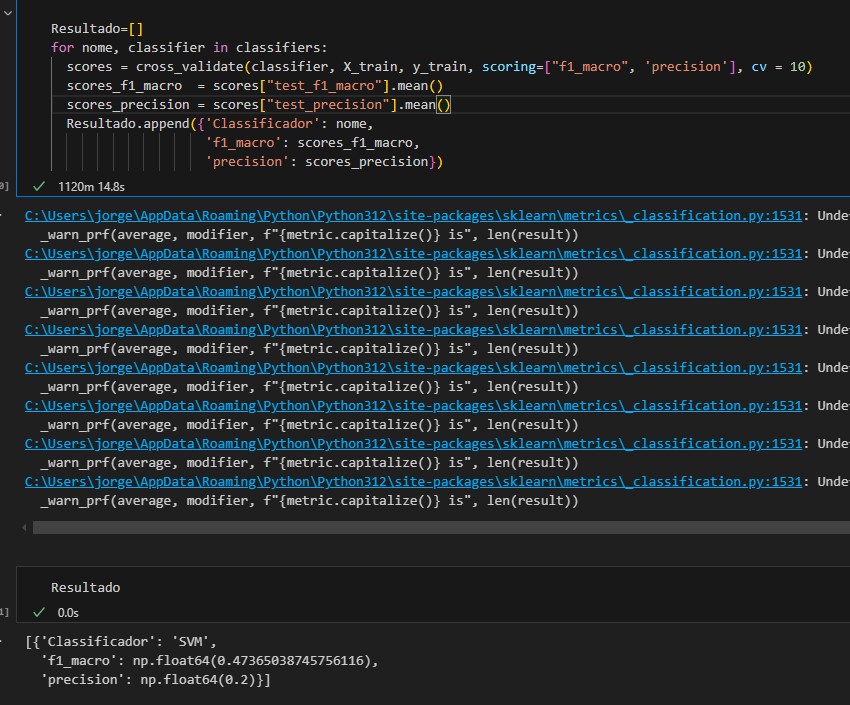 Resultado=[]
for nome, classifier in classifiers:
  scores = cross_validate(classifier, X_train, y_train, scoring=["f1_macro", 'precision'], cv = 10)
  scores_f1_macro  = scores["test_f1_macro"].mean()
  scores_precision = scores["test_precision"].mean()
  Resultado.append({'Classificador': nome,
                    'f1_macro': scores_f1_macro,
                    'precision': scores_precision})
0] ✓ 1120m 14.8s
C:\Users\jorge\AppData\Roaming\Python\Python312\site-packages\sklearn\metrics\_classification.py:1531: Unde
  _warn_prf(average, modifier, f"{metric.capitalize()} is", len(result))
C:\Users\jorge\AppData\Roaming\Python\Python312\site-packages\sklearn\metrics\_classification.py:1531: Unde
  _warn_prf(average, modifier, f"{metric.capitalize()} is", len(result))
C:\Users\jorge\AppData\Roaming\Python\Python312\site-packages\sklearn\metrics\_classification.py:1531: Unde
  _warn_prf(average, modifier, f"{metric.capitalize()} is", len(result))
C:\Users\jorge\AppData\Roaming\Python\Python312\site-packages\sklearn\metrics\_classification.py:1531: Unde
  _warn_prf(average, modifier, f"{metric.capitalize()} is", len(result))
C:\Users\jorge\AppData\Roaming\Python\Python312\site-packages\sklearn\metrics\_classification.py:1531: Unde
  _warn_prf(average, modifier, f"{metric.capitalize()} is", len(result))
C:\Users\jorge\AppData\Roaming\Python\Python312\site-packages\sklearn\metrics\_classification.py:1531: Unde
  _warn_prf(average, modifier, f"{metric.capitalize()} is", len(result))
C:\Users\jorge\AppData\Roaming\Python\Python312\site-packages\sklearn\metrics\_classification.py:1531: Unde
  _warn_prf(average, modifier, f"{metric.capitalize()} is", len(result))
C:\Users\jorge\AppData\Roaming\Python\Python312\site-packages\sklearn\metrics\_classification.py:1531: Unde
  _warn_prf(average, modifier, f"{metric.capitalize()} is", len(result))
Resultado
1] ✓ 0.0s
[{'Classificador': 'SVM',
  'f1_macro': np.float64(0.47365038745756116),
  'precision': np.float64(0.2)}]